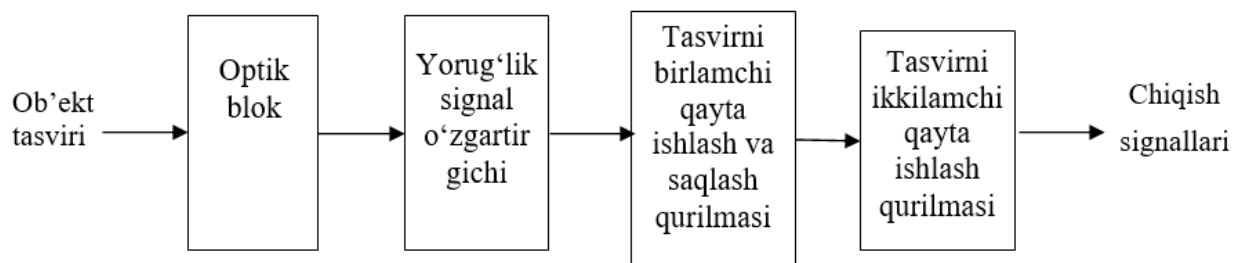 Ob’ekt
tasviri
Optik
blok
Yorug‘lik
signal
o‘zgartir
gichi
Tasvirni
birlamchi
qayta
ishlash va
saqlash
qurilmasi
Tasvirni
ikkilamchi
qayta
ishlash
qurilmasi
Chiqish
signallari